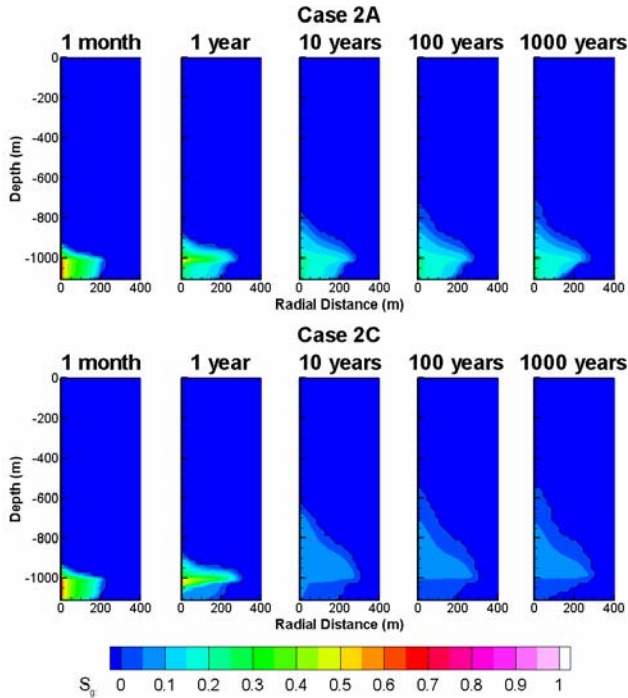 Case 2A
1 month 1 year 10 years 100 years 1000 years
0
-200
-400
-600
-800
-1000
Depth (m)
0 200 400 0 200 400 0 200 400 0 200 400 0 200 400
Radial Distance (m)
Case 2C
1 month 1 year 10 years 100 years 1000 years
0
-200
-400
-600
-800
-1000
Depth (m)
0 200 400 0 200 400 0 200 400 0 200 400 0 200 400
Radial Distance (m)
Sg: 0 0.1 0.2 0.3 0.4 0.5 0.6 0.7 0.8 0.9 1